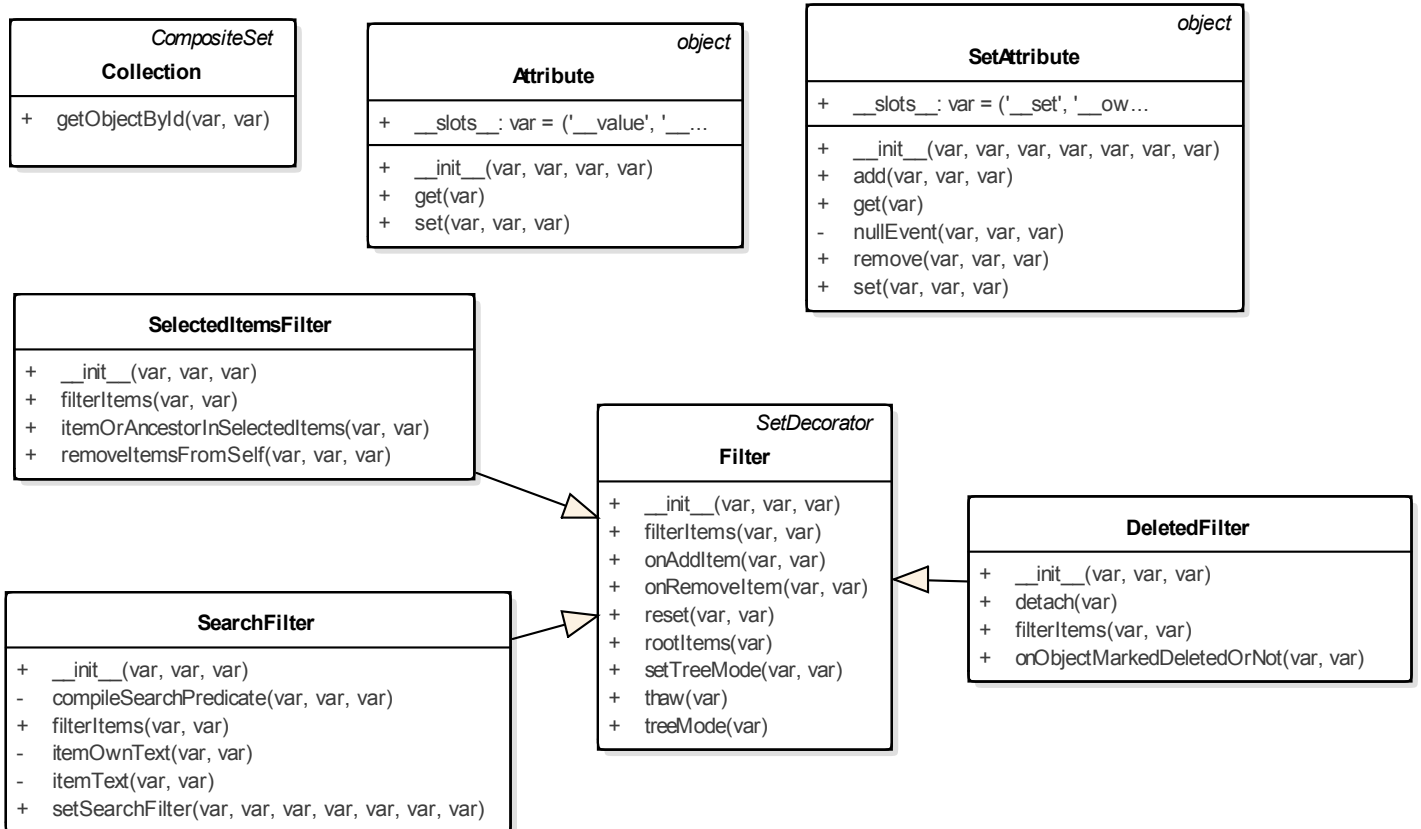 CompositeSet
Collection
+ getObjectById(var, var)
object
Attribute
+ __slots__: var = ('__value', '__...
+ __init__(var, var, var, var)
+ get(var)
+ set(var, var, var)
object
SetAttribute
+ __slots__: var = ('__set', '__ow...
+ __init__(var, var, var, var, var, var, var)
+ add(var, var, var)
+ get(var)
- nullEvent(var, var, var)
+ remove(var, var, var)
+ set(var, var, var)
SelectedItemsFilter
+ __init__(var, var, var)
+ filterItems(var, var)
+ itemOrAncestorInSelectedItems(var, var)
+ removeItemsFromSelf(var, var, var)
SetDecorator
Filter
+ __init__(var, var, var)
+ filterItems(var, var)
+ onAddItem(var, var)
+ onRemoveItem(var, var)
+ reset(var, var)
+ rootItems(var)
+ setTreeMode(var, var)
+ thaw(var)
+ treeMode(var)
DeletedFilter
+ __init__(var, var, var)
+ detach(var)
+ filterItems(var, var)
+ onObjectMarkedDeletedOrNot(var, var)
SearchFilter
+ __init__(var, var, var)
- compileSearchPredicate(var, var, var)
+ filterItems(var, var)
- itemOwnText(var, var)
- itemText(var, var)
+ setSearchFilter(var, var, var, var, var, var, var)